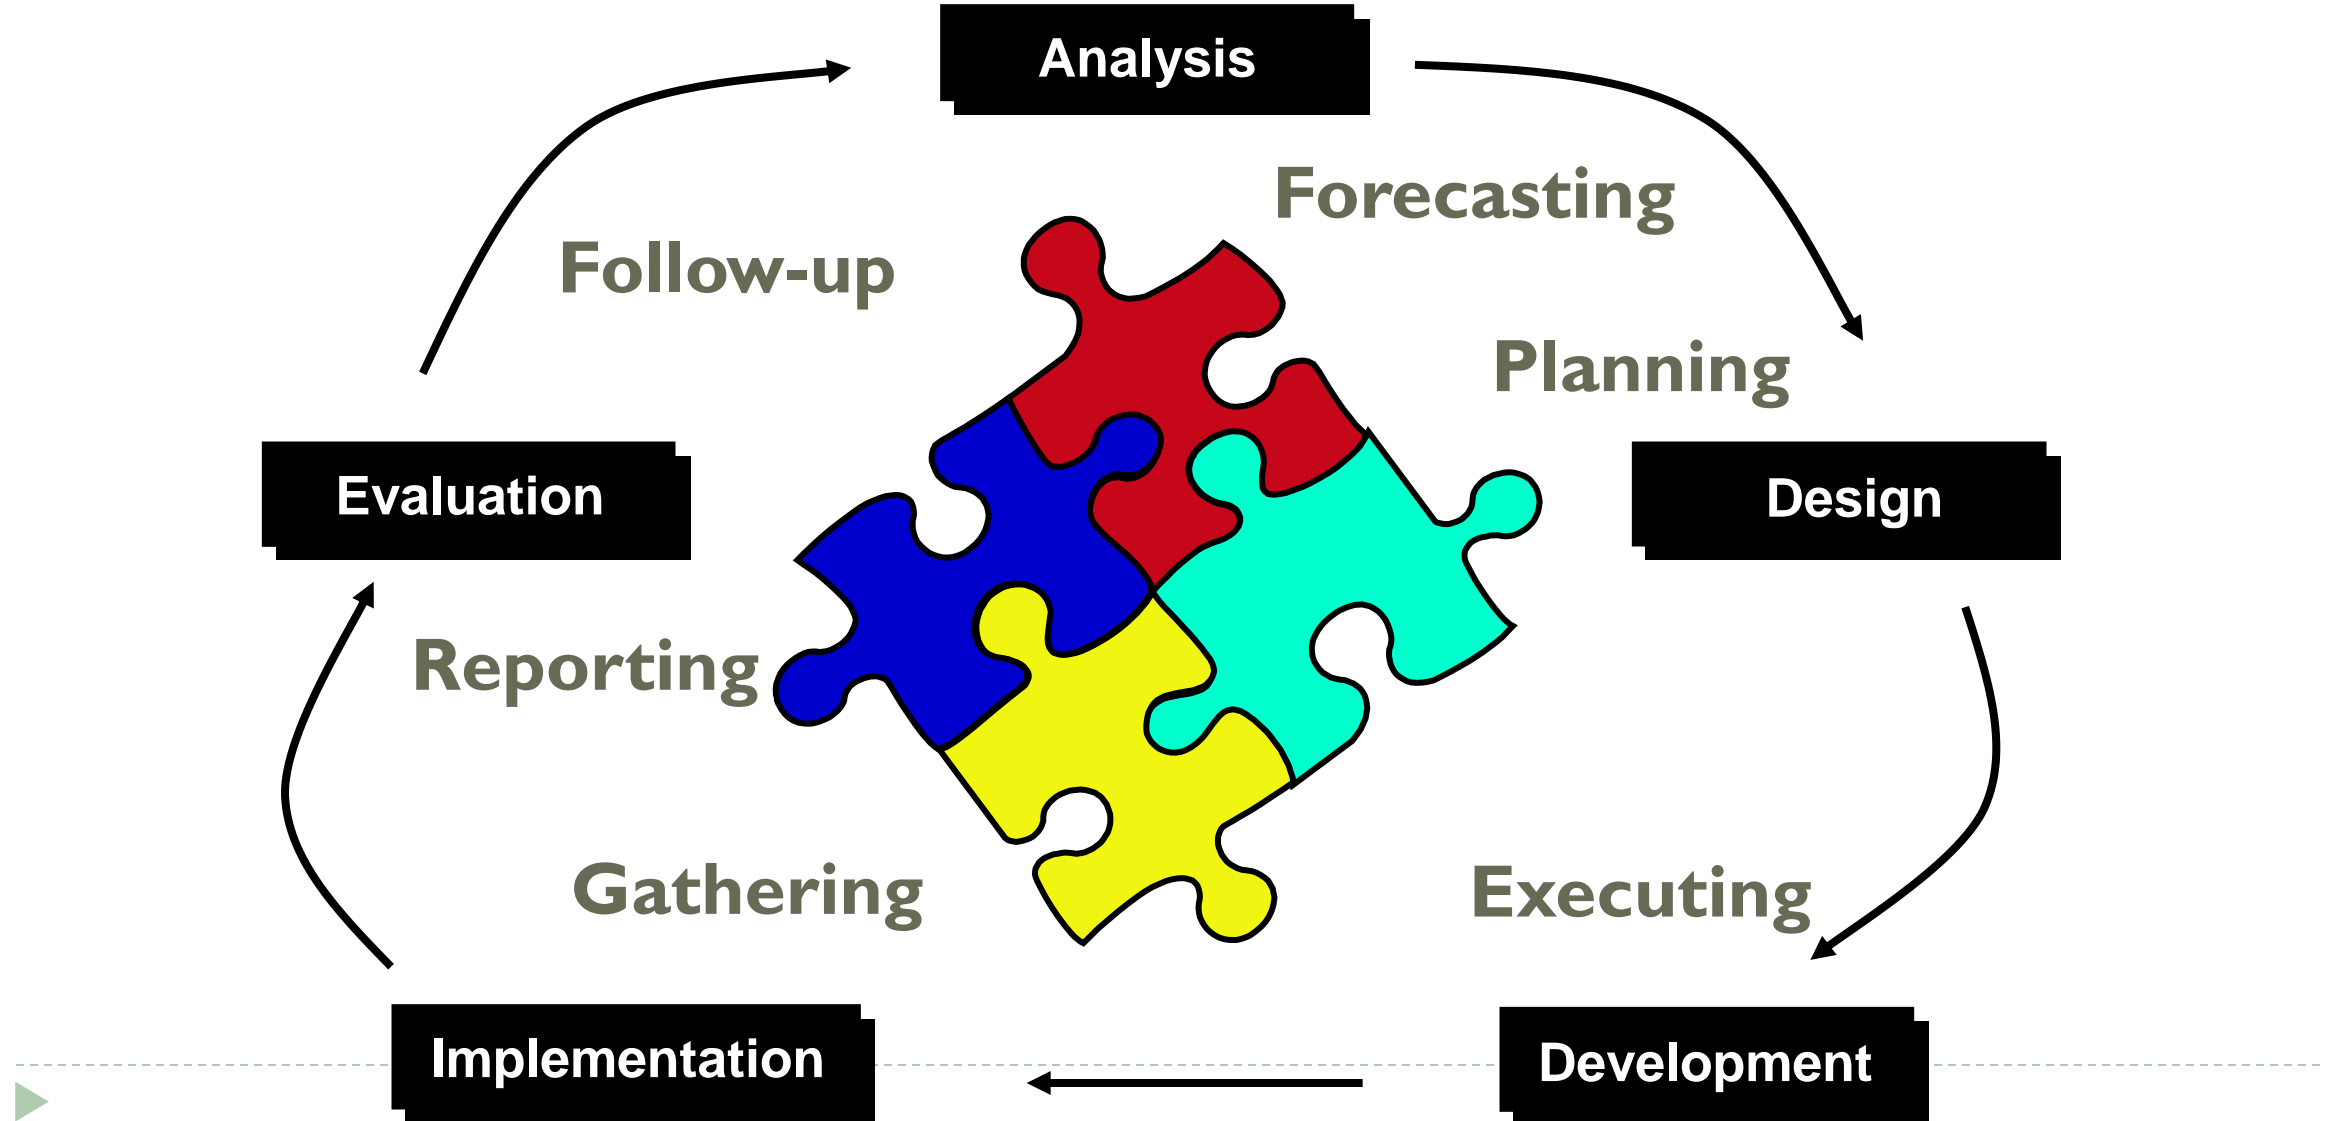 Analysis
Forecasting
Follow-up
Planning
Evaluation
Design
Reporting
Gathering
Executing
Implementation
Development